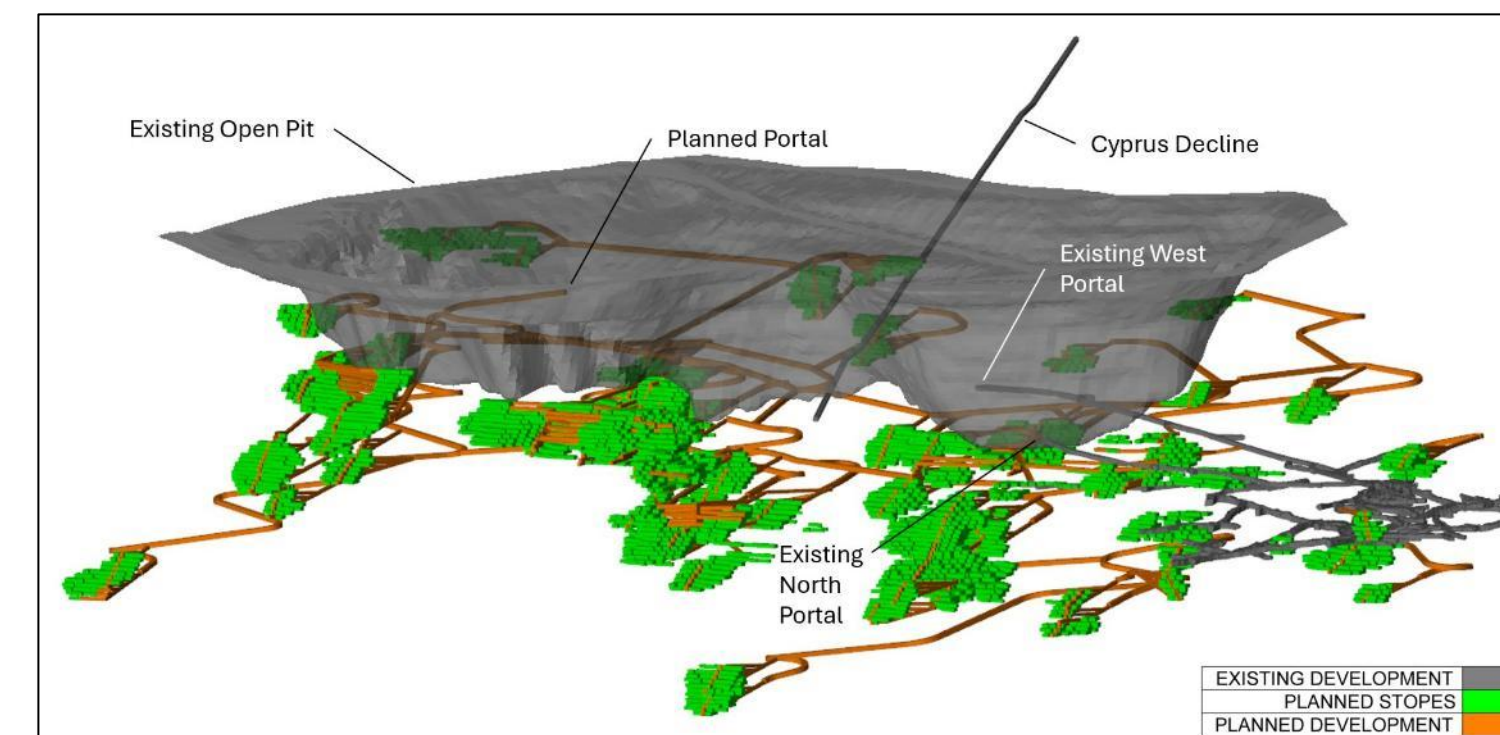 Existing Open Pit
Planned Portal
Cyprus Decline
Existing West
Portal
Existing
North
Portal
EXISTING DEVELOPMENT
PLANNED STOPES
PLANNED DEVELOPMENT